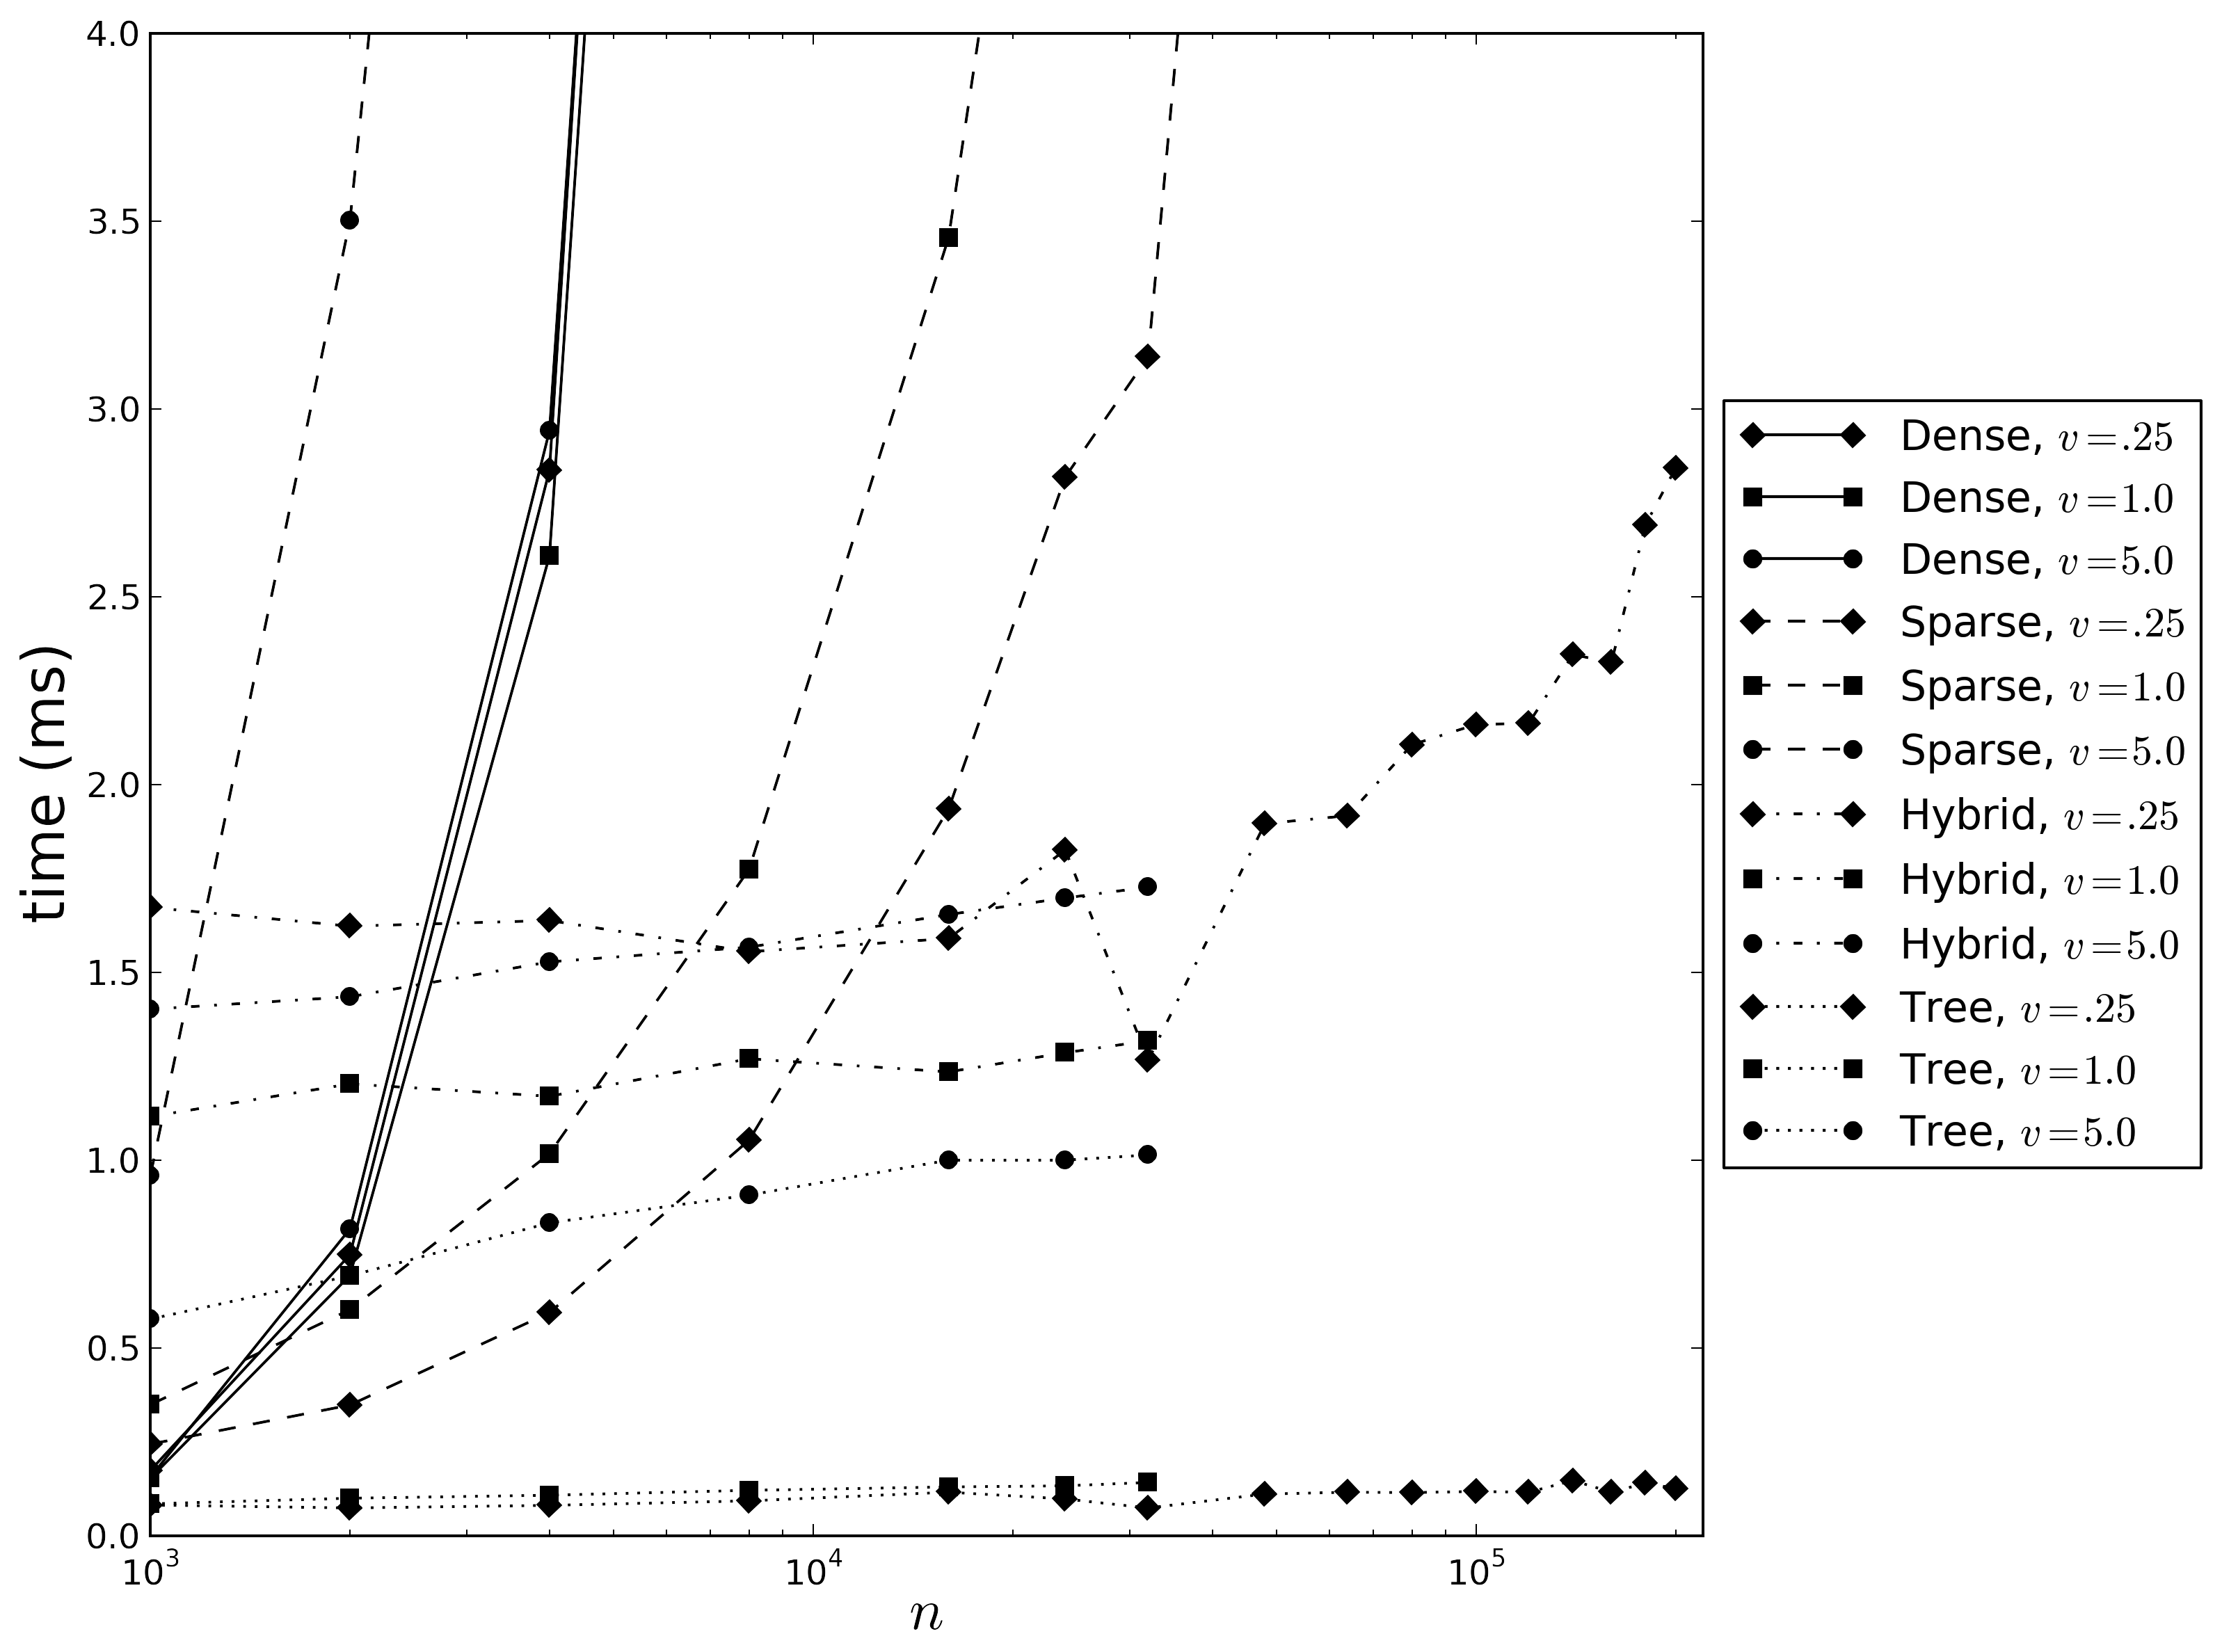 4.0
3.5
3.0
2.5
2.0
1.5
1.0
0.5
0.0
time (ms)
10³
10⁴
10⁵
n
Dense, v=.25
Dense, v=1.0
Dense, v=5.0
Sparse, v=.25
Sparse, v=1.0
Sparse, v=5.0
Hybrid, v=.25
Hybrid, v=1.0
Hybrid, v=5.0
Tree, v=.25
Tree, v=1.0
Tree, v=5.0